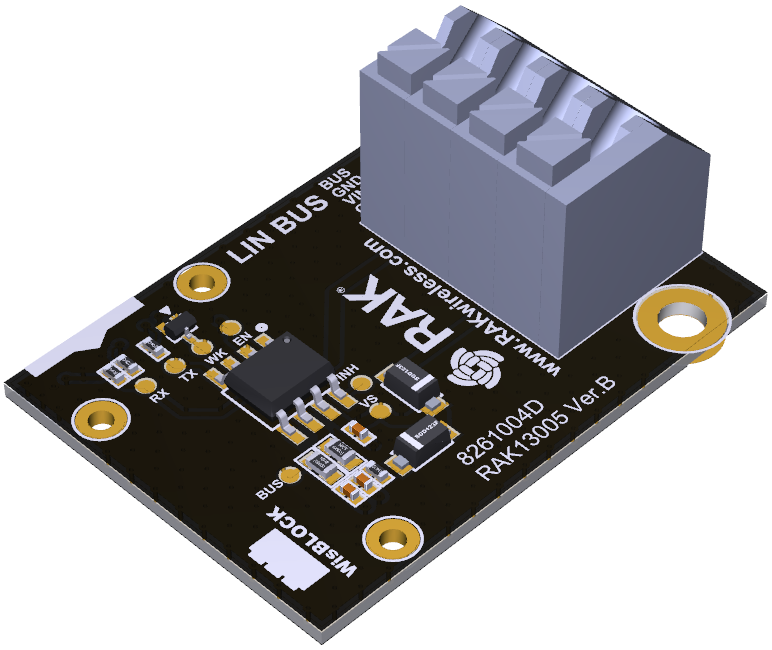 BUS
GND
VIN
LIN BUS
www.RAKwireless.com
RAK®
EN
WK
TX
RX
INH
VS
BUS
8261004D
RAK13005 Ver.B
WisBLOCK